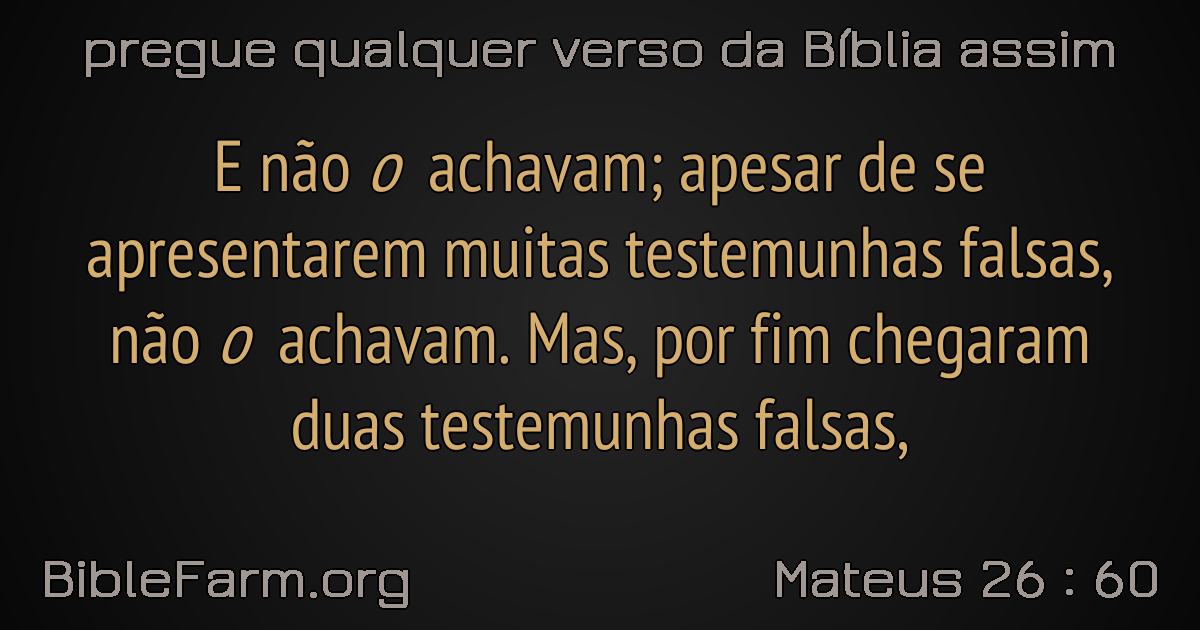 pregue qualquer verso da Bíblia assim
E não o achavam; apesar de se
apresentarem muitas testemunhas falsas,
não o achavam. Mas, por fim chegaram
duas testemunhas falsas,
BibleFarm.org
Mateus 26 : 60